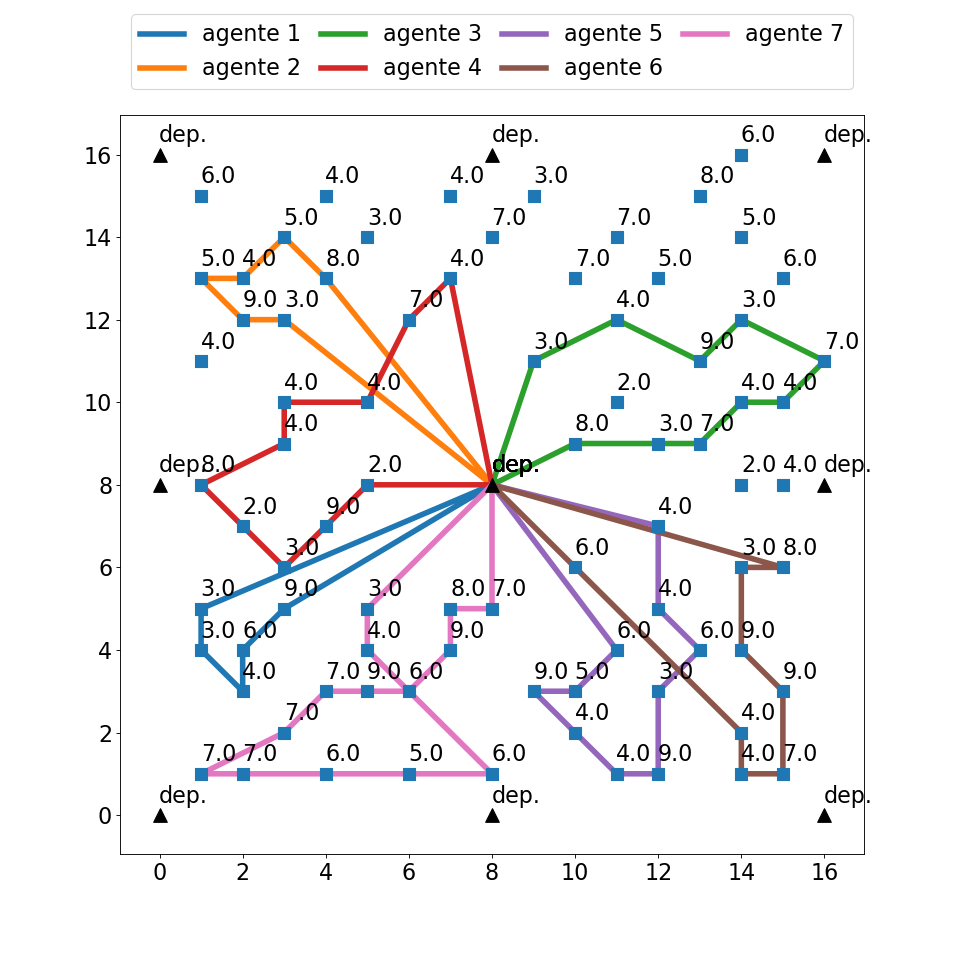 agente 1 agente 3 agente 5 agente 7
agente 2 agente 4 agente 6
dep. dep. 6.0 dep.
16
6.0 4.0 4.0 3.0 8.0
5.0 3.0 7.0 7.0 5.0
14
5.0 4.0 8.0 4.0 7.0 5.0 6.0
9.0 3.0 7.0 4.0 3.0
12
4.0 3.0 9.0 7.0
4.0 4.0 2.0 4.0 4.0
10
4.0 8.0 3.0 7.0
dep. 8.0 2.0 dep. 2.0 4.0 dep.
8
2.0 9.0 4.0
3.0 6.0 3.0 8.0
6
3.0 9.0 3.0 8.0 7.0 4.0
3.0 6.0 4.0 9.0 6.0 6.0 9.0
4
4.0 7.0 9.0 6.0 9.0 5.0 3.0 9.0
7.0 4.0 4.0
2
7.0 7.0 6.0 5.0 6.0 4.0 9.0 4.0 7.0
dep. dep. dep.
0
0 2 4 6 8 10 12 14 16